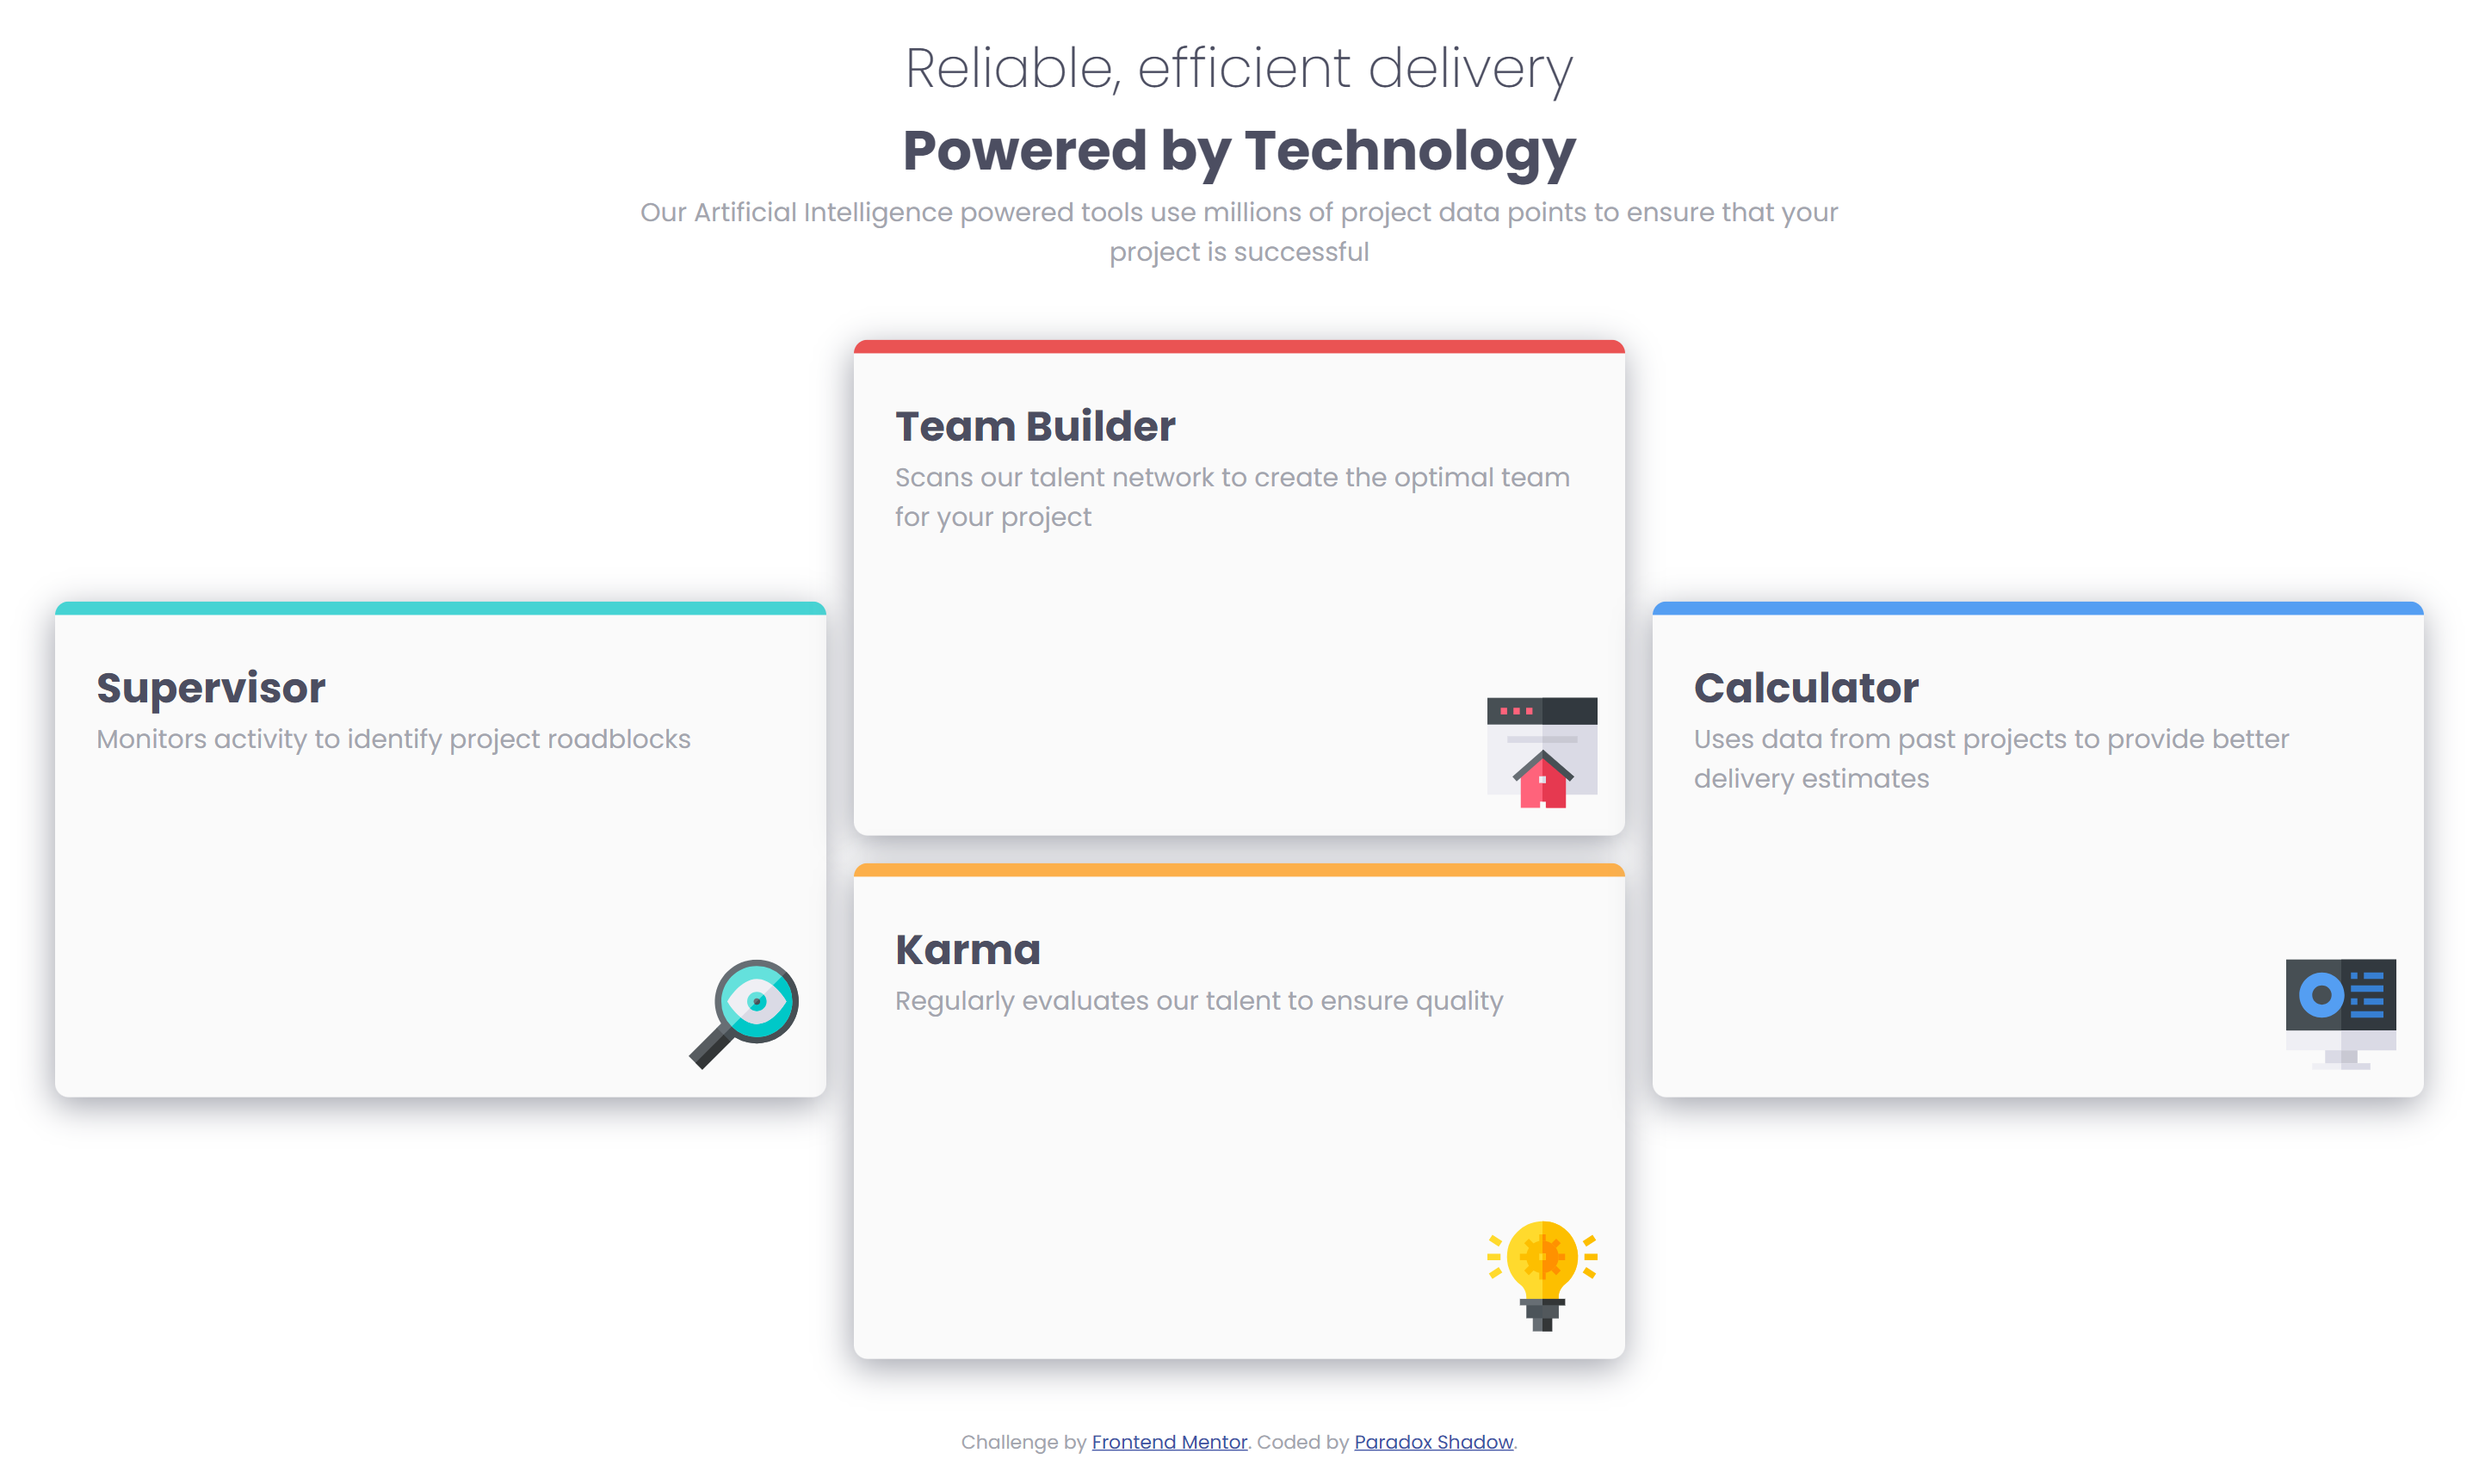 Reliable, efficient delivery
Powered by Technology
Our Artificial Intelligence powered tools use millions of project data points to ensure that your
project is successful
Team Builder
Scans our talent network to create the optimal team
for your project
Supervisor
Monitors activity to identify project roadblocks
Calculator
Uses data from past projects to provide better
delivery estimates
Karma
Regularly evaluates our talent to ensure quality
Challenge by Frontend Mentor. Coded by Paradox Shadow.